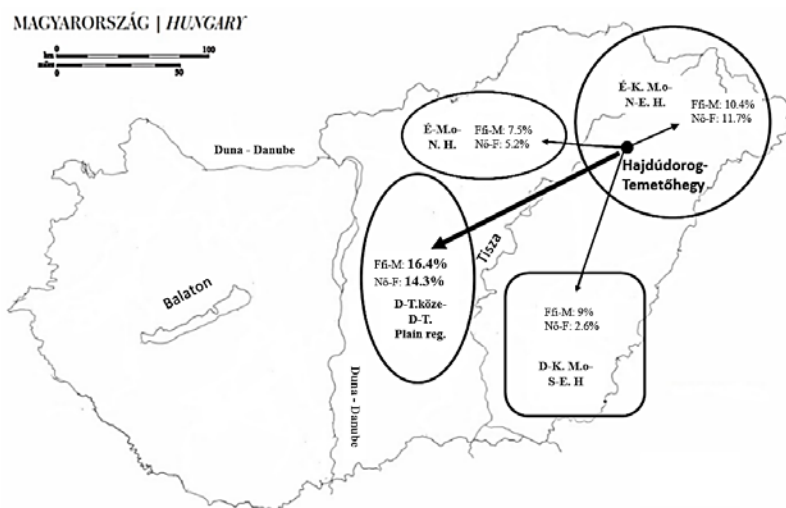 MAGYARORSZÁG | HUNGARY
0 100
km
miles
0 50
É-K. M.o-
N-E. H.
Ffi-M: 10.4%
Nő-F: 11.7%
É-M.o-
N. H.
Ffi-M: 7.5%
Nő-F: 5.2%
Duna - Danube
Hajdúdorog-
Temetőhegy
Tisza
Ffi-M: 16.4%
Nő-F: 14.3%
D-T.köze-
D-T.
Plain reg.
Balaton
Ffi-M: 9%
Nő-F: 2.6%
D-K. M.o-
S-E. H
Duna - Danube